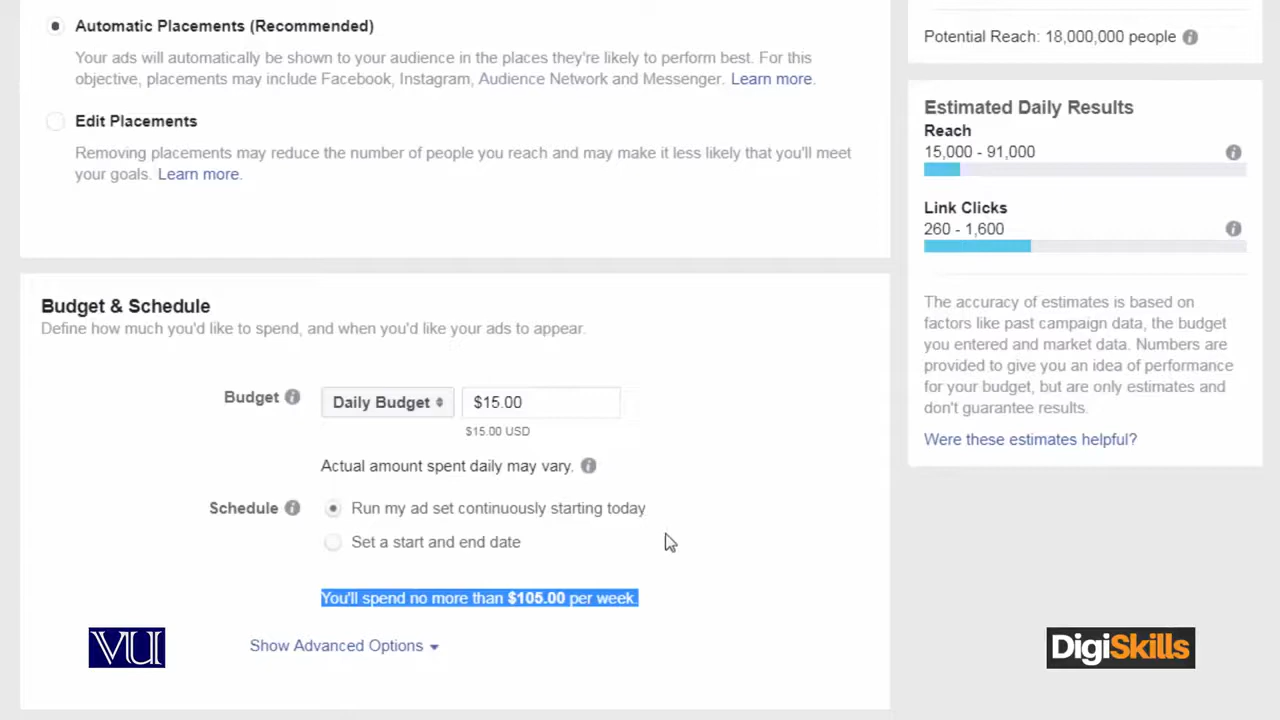 Automatic Placements (Recommended)
Your ads will automatically be shown to your audience in the places they're likely to perform best. For this
objective, placements may include Facebook, Instagram, Audience Network and Messenger. Learn more.
Edit Placements
Removing placements may reduce the number of people you reach and may make it less likely that you'll meet
your goals. Learn more.
Budget & Schedule
Define how much you'd like to spend, and when you'd like your ads to appear.
Budget
Daily Budget
$15.00
$15.00 USD
Actual amount spent daily may vary.
Schedule
Run my ad set continuously starting today
Set a start and end date
You'll spend no more than $105.00 per week.
Show Advanced Options
VU
Potential Reach: 18,000,000 people
Estimated Daily Results
Reach
15,000 - 91,000
Link Clicks
260 - 1,600
The accuracy of estimates is based on
factors like past campaign data, the budget
you entered and market data. Numbers are
provided to give you an idea of performance
for your budget, but are only estimates and
don't guarantee results.
Were these estimates helpful?
DigiSkills